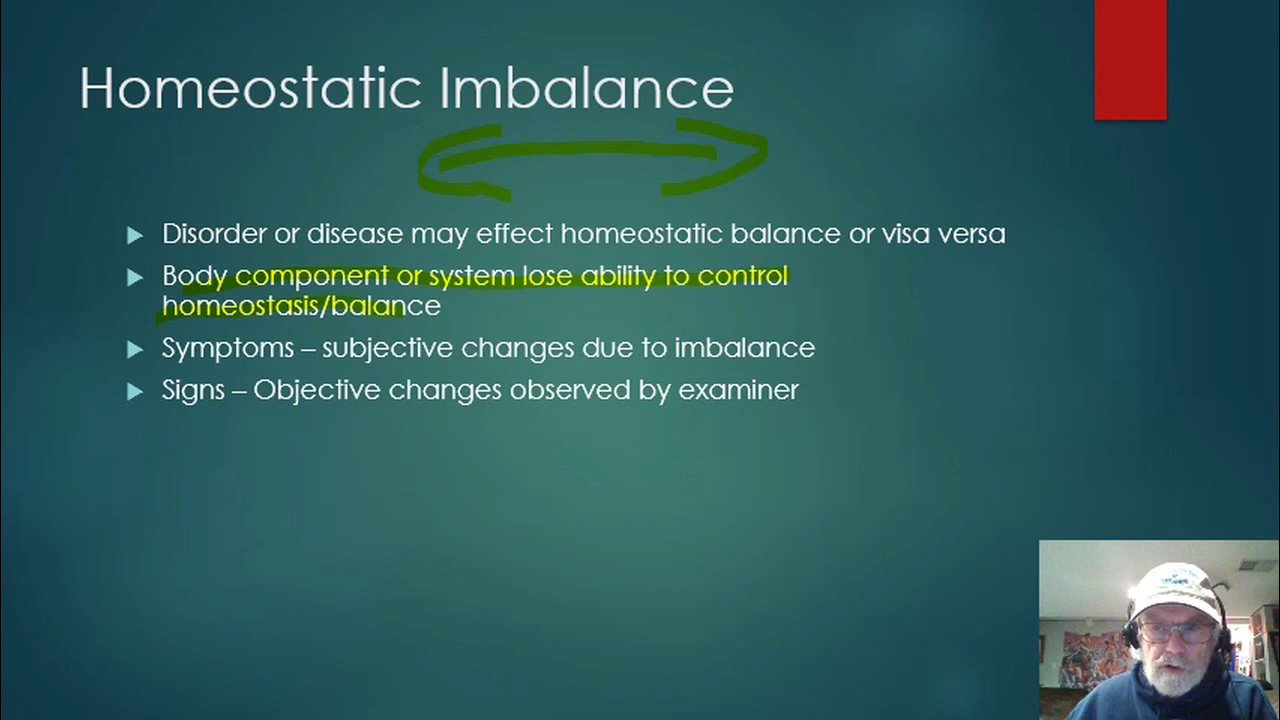 Homeostatic Imbalance
Disorder or disease may effect homeostatic balance or visa versa
Body component or system lose ability to control
homeostasis/balance
Symptoms – subjective changes due to imbalance
Signs – Objective changes observed by examiner